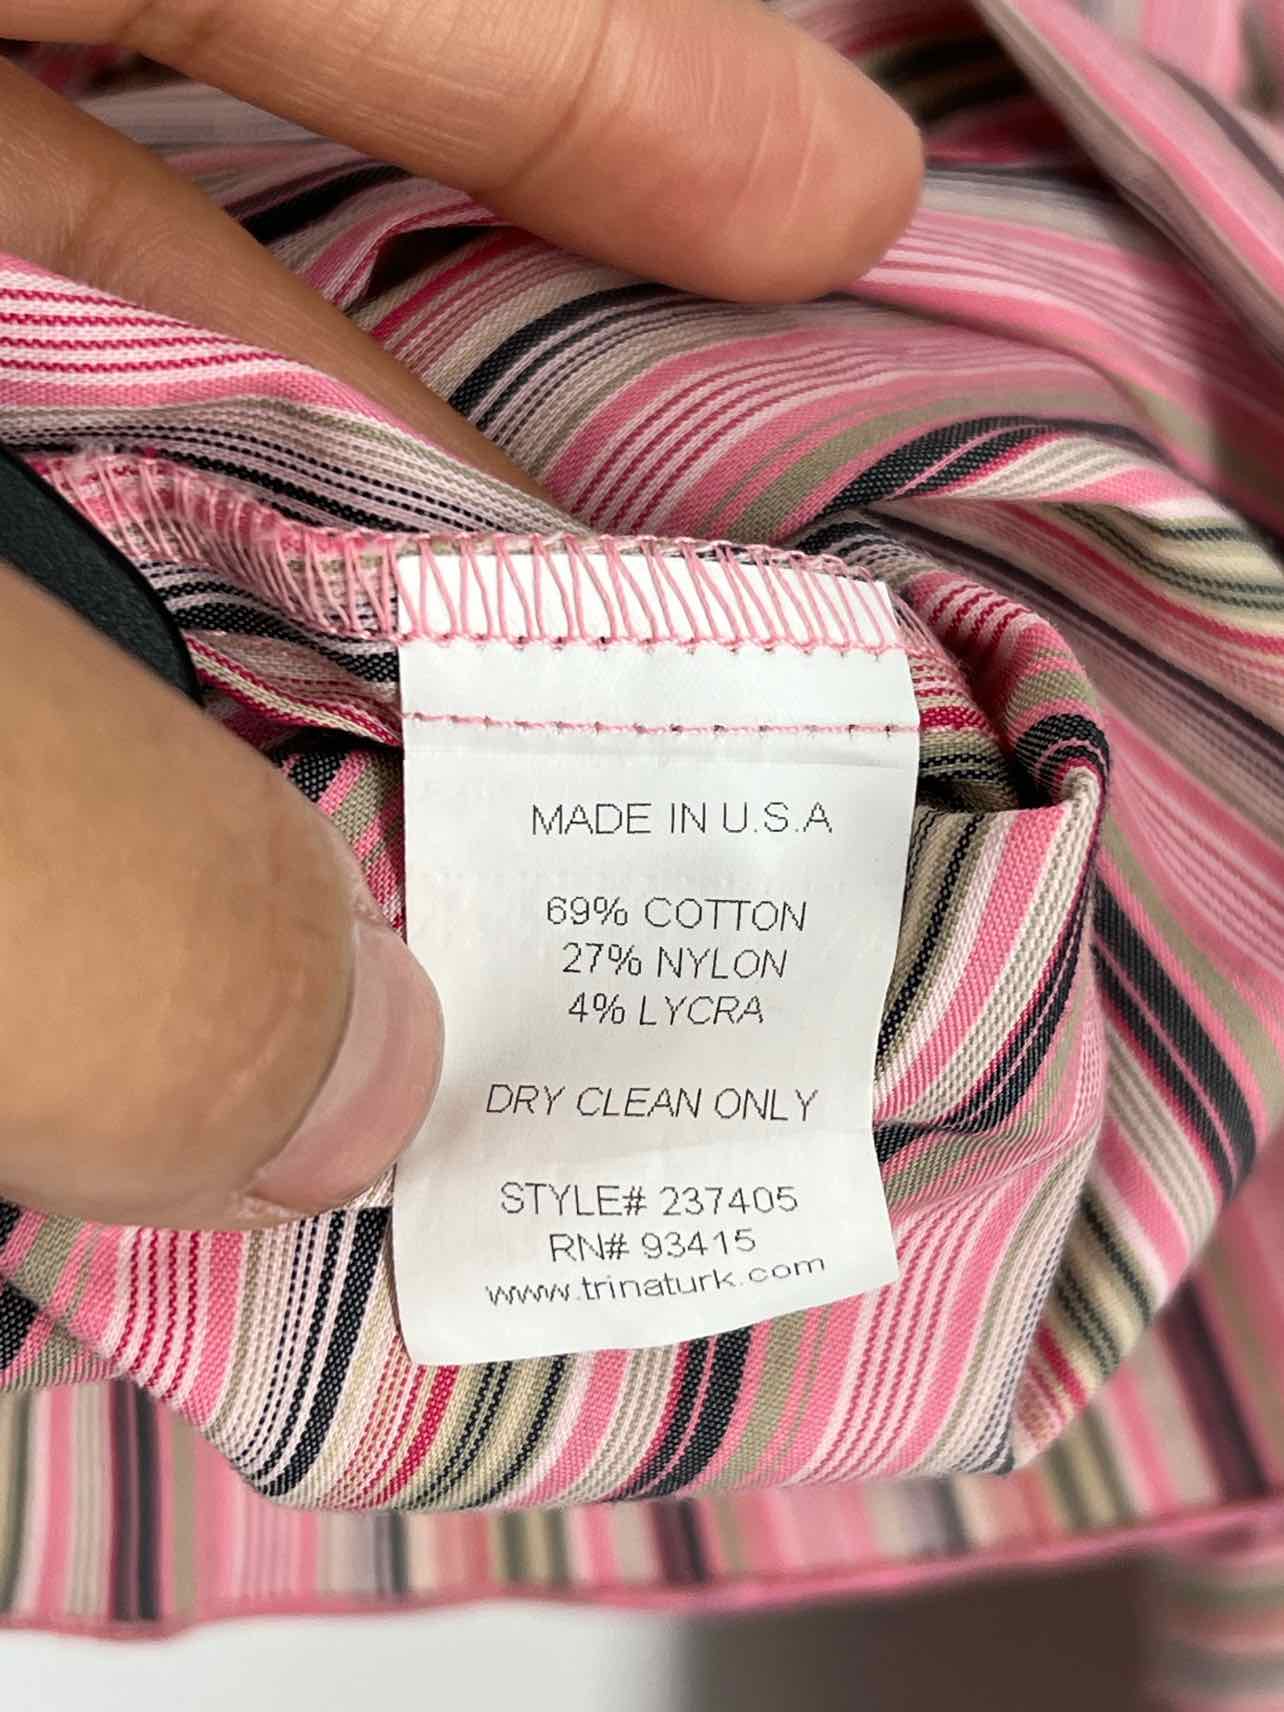 MADE IN U.S.A
69% COTTON
27% NYLON
4% LYCRA
DRY CLEAN ONLY
STYLE# 237405
RN# 93415
www.trinaturk.com